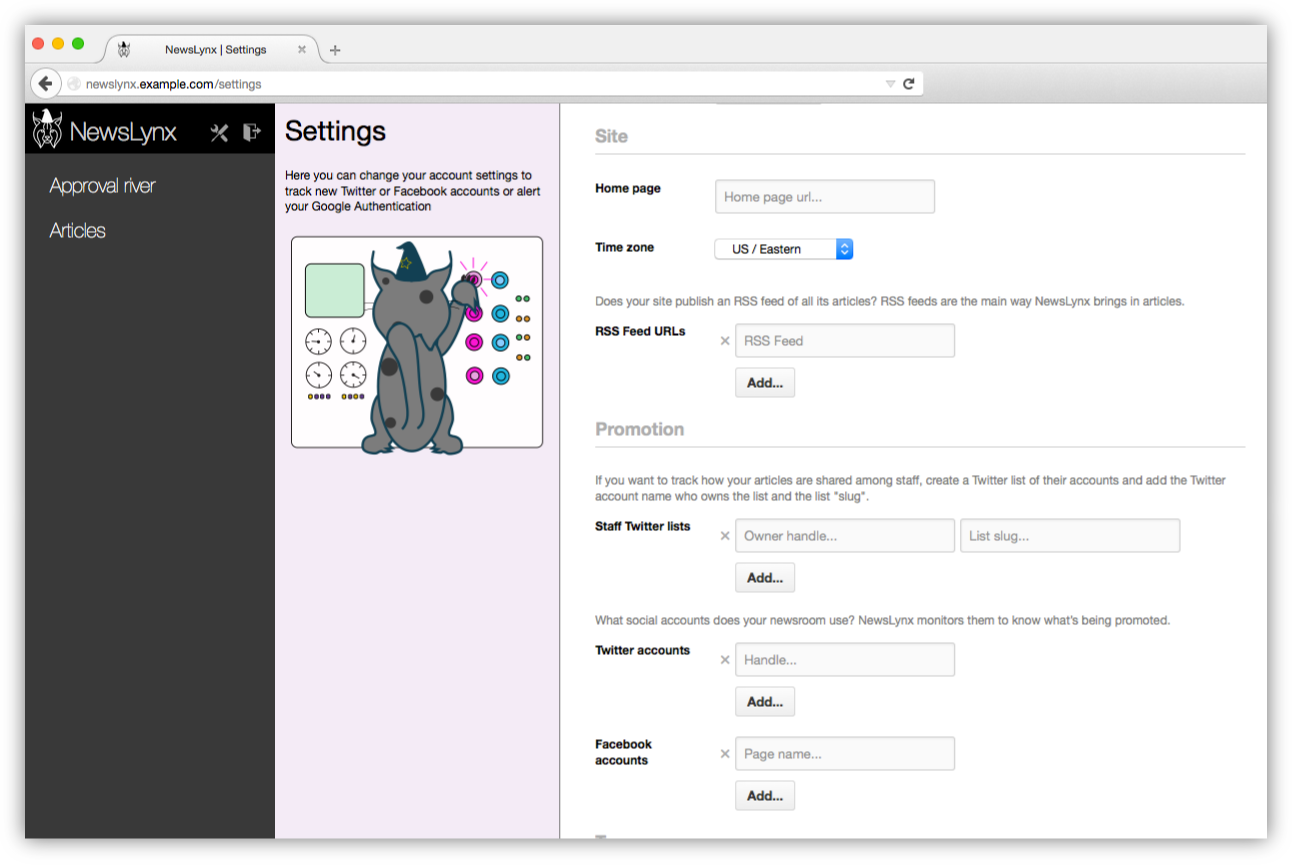 NewsLynx | Settings
newslynx.example.com/settings
NewsLynx
Approval river
Articles
Settings
Here you can change your account settings to
track new Twitter or Facebook accounts or alert
your Google Authentication
Site
Home page
Home page url...
Time zone
US / Eastern
Does your site publish an RSS feed of all its articles? RSS feeds are the main way NewsLynx brings in articles.
RSS Feed URLs
RSS Feed
Add...
Promotion
If you want to track how your articles are shared among staff, create a Twitter list of their accounts and add the Twitter
account name who owns the list and the list "slug".
Staff Twitter lists
Owner handle...
List slug...
Add...
What social accounts does your newsroom use? NewsLynx monitors them to know what's being promoted.
Twitter accounts
Handle...
Add...
Facebook
accounts
Page name...
Add...